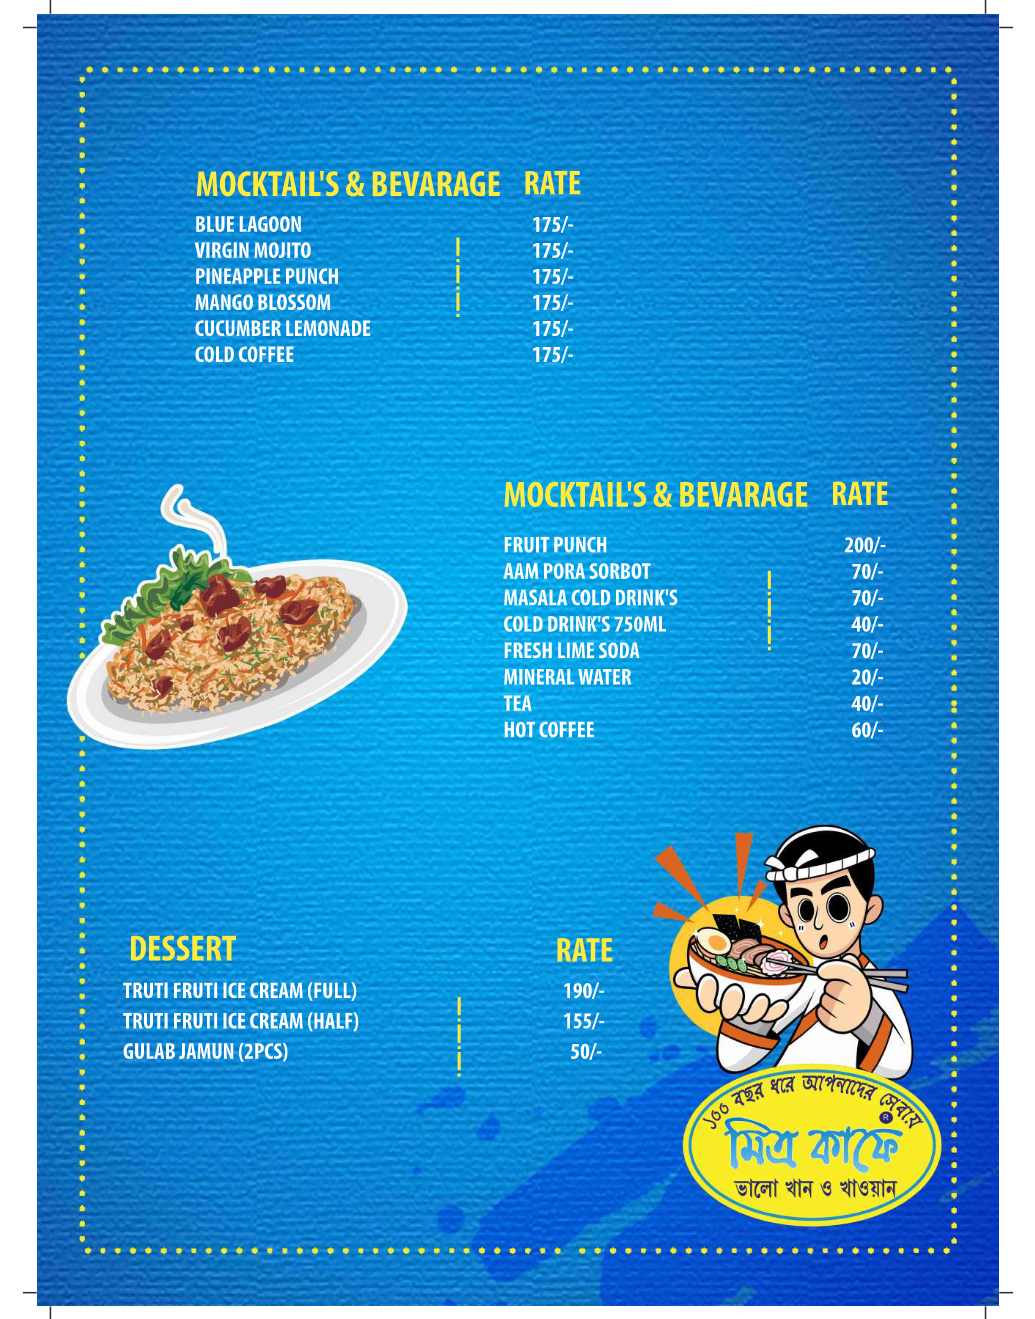 MOCKTAIL'S & BEVARAGE RATE
BLUE LAGOON 175/-
VIRGIN MOJITO 175/-
PINEAPPLE PUNCH 175/-
MANGO BLOSSOM 175/-
CUCUMBER LEMONADE 175/-
COLD COFFEE 175/-
MOCKTAIL'S & BEVARAGE RATE
FRUIT PUNCH 200/-
AAM PORA SORBOT 70/-
MASALA COLD DRINK'S 70/-
COLD DRINK'S 750ML 40/-
FRESH LIME SODA 70/-
MINERAL WATER 20/-
TEA 40/-
HOT COFFEE 60/-
DESSERT RATE
TRUTI FRUTI ICE CREAM (FULL) 190/-
TRUTI FRUTI ICE CREAM (HALF) 155/-
GULAB JAMUN (2PCS) 50/-
১০০ বছর ধরে আপনাদের সেবায়
মিত্র কাফে ®
ভালো খান ও খাওয়ান